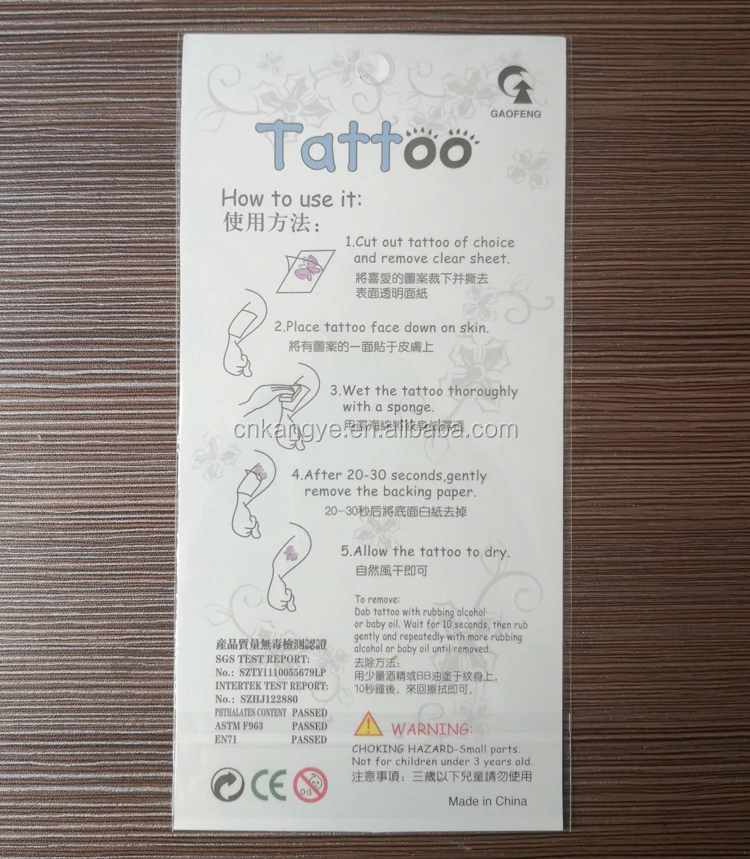 GAOFENG
Tattoo
How to use it:
使用方法：
1.Cut out tattoo of choice
and remove clear sheet.
將喜愛的圖案裁下并撕去
表面透明面紙
2.Place tattoo face down on skin.
將有圖案的一面貼于皮膚上
3.Wet the tattoo thoroughly
with a sponge.
cnkangye.en.alibaba.com
4.After 20-30 seconds,gently
remove the backing paper.
20-30秒后將底面白紙去掉
5.Allow the tattoo to dry.
自然風干即可
To remove:
Dab tattoo with rubbing alcohol
or baby oil. Wait for 10 seconds, then rub
gently and repeatedly with more rubbing
alcohol or baby oil until removed.
去除方法:
用少量酒精或BB油塗于紋身上,
10秒鐘後，來回擦拭即可.
産品質量無毒檢測認證
SGS TEST REPORT:
No.: SZTY1110055679LP
INTERTEK TEST REPORT:
No.: SZHJ122880
PHTHALATES CONTENT PASSED
ASTM F963 PASSED
EN71 PASSED
WARNING:
CHOKING HAZARD-Small parts.
Not for children under 3 years old.
注意事項：三歲以下兒童請勿使用
CE
0-3
Made in China